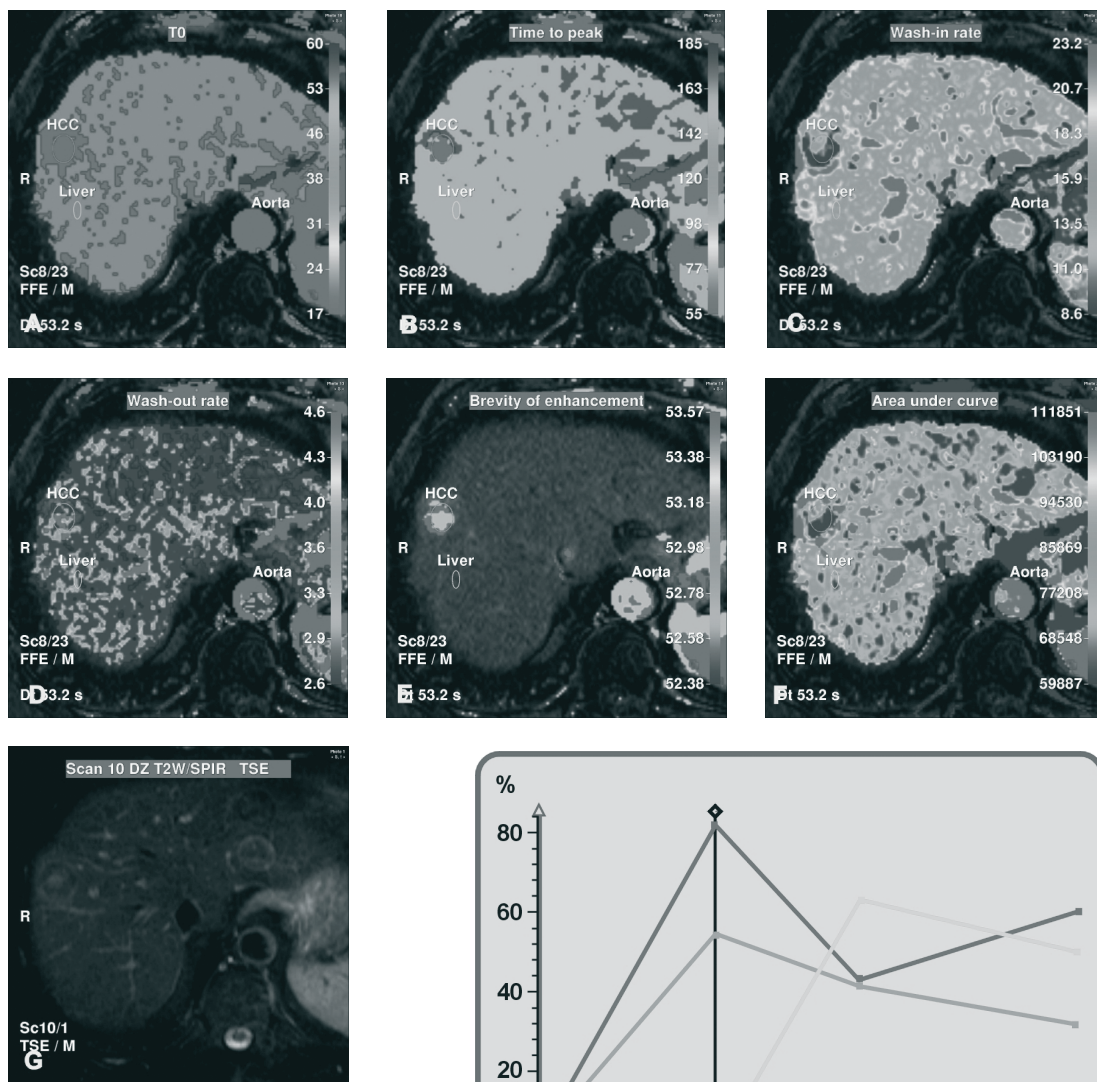 T0
60
53
46
38
31
24
17
HCC
Liver
Aorta
R
Sc8/23
FFE / M
53.2 s
A
Time to peak
185
163
142
120
98
77
55
HCC
Liver
Aorta
R
Sc8/23
FFE / M
53.2 s
B
Wash-in rate
23.2
20.7
18.3
15.9
13.5
11.0
8.6
HCC
Liver
Aorta
R
Sc8/23
FFE / M
53.2 s
C
Wash-out rate
4.6
4.3
4.0
3.6
3.3
2.9
2.6
HCC
Liver
Aorta
R
Sc8/23
FFE / M
53.2 s
D
Brevity of enhancement
53.57
53.38
53.18
52.98
52.78
52.58
52.38
HCC
Liver
Aorta
R
Sc8/23
FFE / M
53.2 s
E
Area under curve
111851
103190
94530
85869
77208
68548
59887
HCC
Liver
Aorta
R
Sc8/23
FFE / M
53.2 s
F
Scan 10 DZ T2W/SPIR TSE
R
Sc10/1
TSE / M
G
%
80
60
40
20